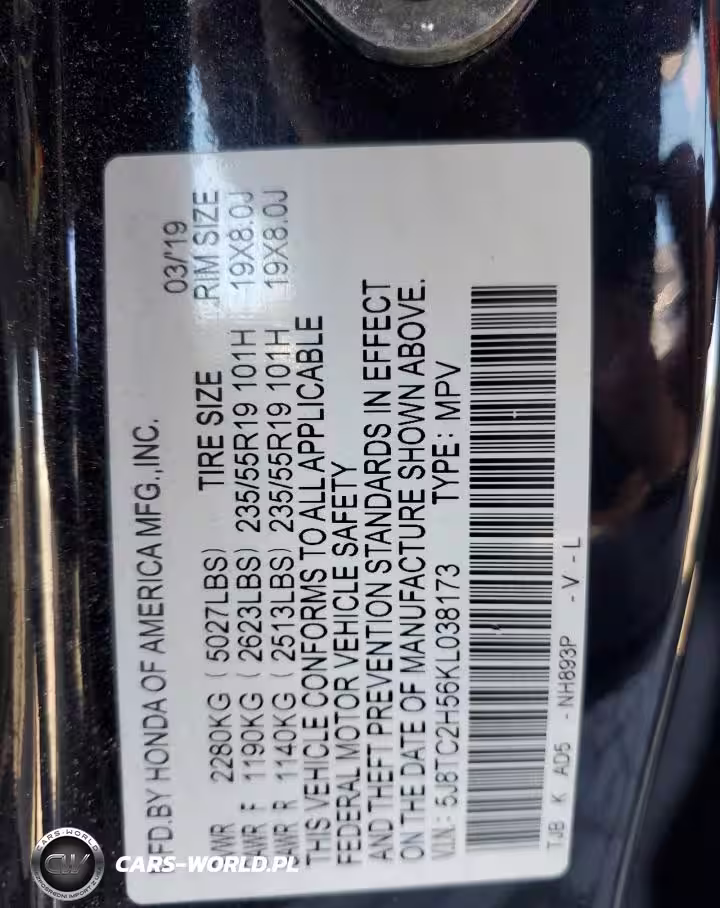 MFD.BY HONDA OF AMERICA MFG.,INC. 03/'19
GVWR 2280KG ( 5027LBS) TIRE SIZE RIM SIZE
GAWR F 1190KG ( 2623LBS) 235/55R19 101H 19X8.0J
GAWR R 1140KG ( 2513LBS) 235/55R19 101H 19X8.0J
THIS VEHICLE CONFORMS TO ALL APPLICABLE
FEDERAL MOTOR VEHICLE SAFETY
AND THEFT PREVENTION STANDARDS IN EFFECT
ON THE DATE OF MANUFACTURE SHOWN ABOVE.
V.I.N.: 5J8TC2H56KL038173 TYPE: MPV
TJB K AD5 - NH893P - V - L
CARS-WORLD
CW
CARS-WORLD.PL